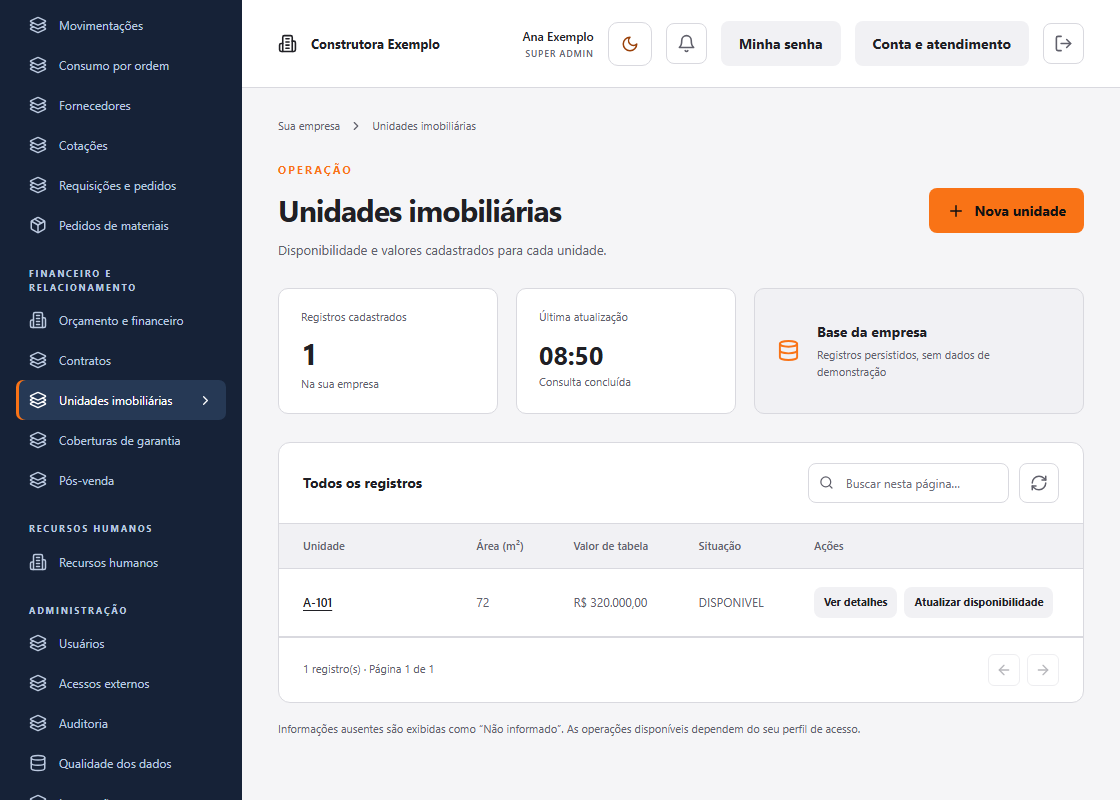 Movimentações
Consumo por ordem
Fornecedores
Cotações
Requisições e pedidos
Pedidos de materiais
FINANCEIRO E
RELACIONAMENTO
Orçamento e financeiro
Contratos
Unidades imobiliárias
Coberturas de garantia
Pós-venda
RECURSOS HUMANOS
Recursos humanos
ADMINISTRAÇÃO
Usuários
Acessos externos
Auditoria
Qualidade dos dados
Construtora Exemplo
Ana Exemplo
SUPER ADMIN
Minha senha
Conta e atendimento
Sua empresa
Unidades imobiliárias
OPERAÇÃO
Unidades imobiliárias
Nova unidade
Disponibilidade e valores cadastrados para cada unidade.
Registros cadastrados
1
Na sua empresa
Última atualização
08:50
Consulta concluída
Base da empresa
Registros persistidos, sem dados de
demonstração
Todos os registros
Buscar nesta página...
Unidade Área (m²) Valor de tabela Situação Ações
A-101 72 R$ 320.000,00 DISPONIVEL Ver detalhes Atualizar disponibilidade
1 registro(s) · Página 1 de 1
Informações ausentes são exibidas como “Não informado”. As operações disponíveis dependem do seu perfil de acesso.